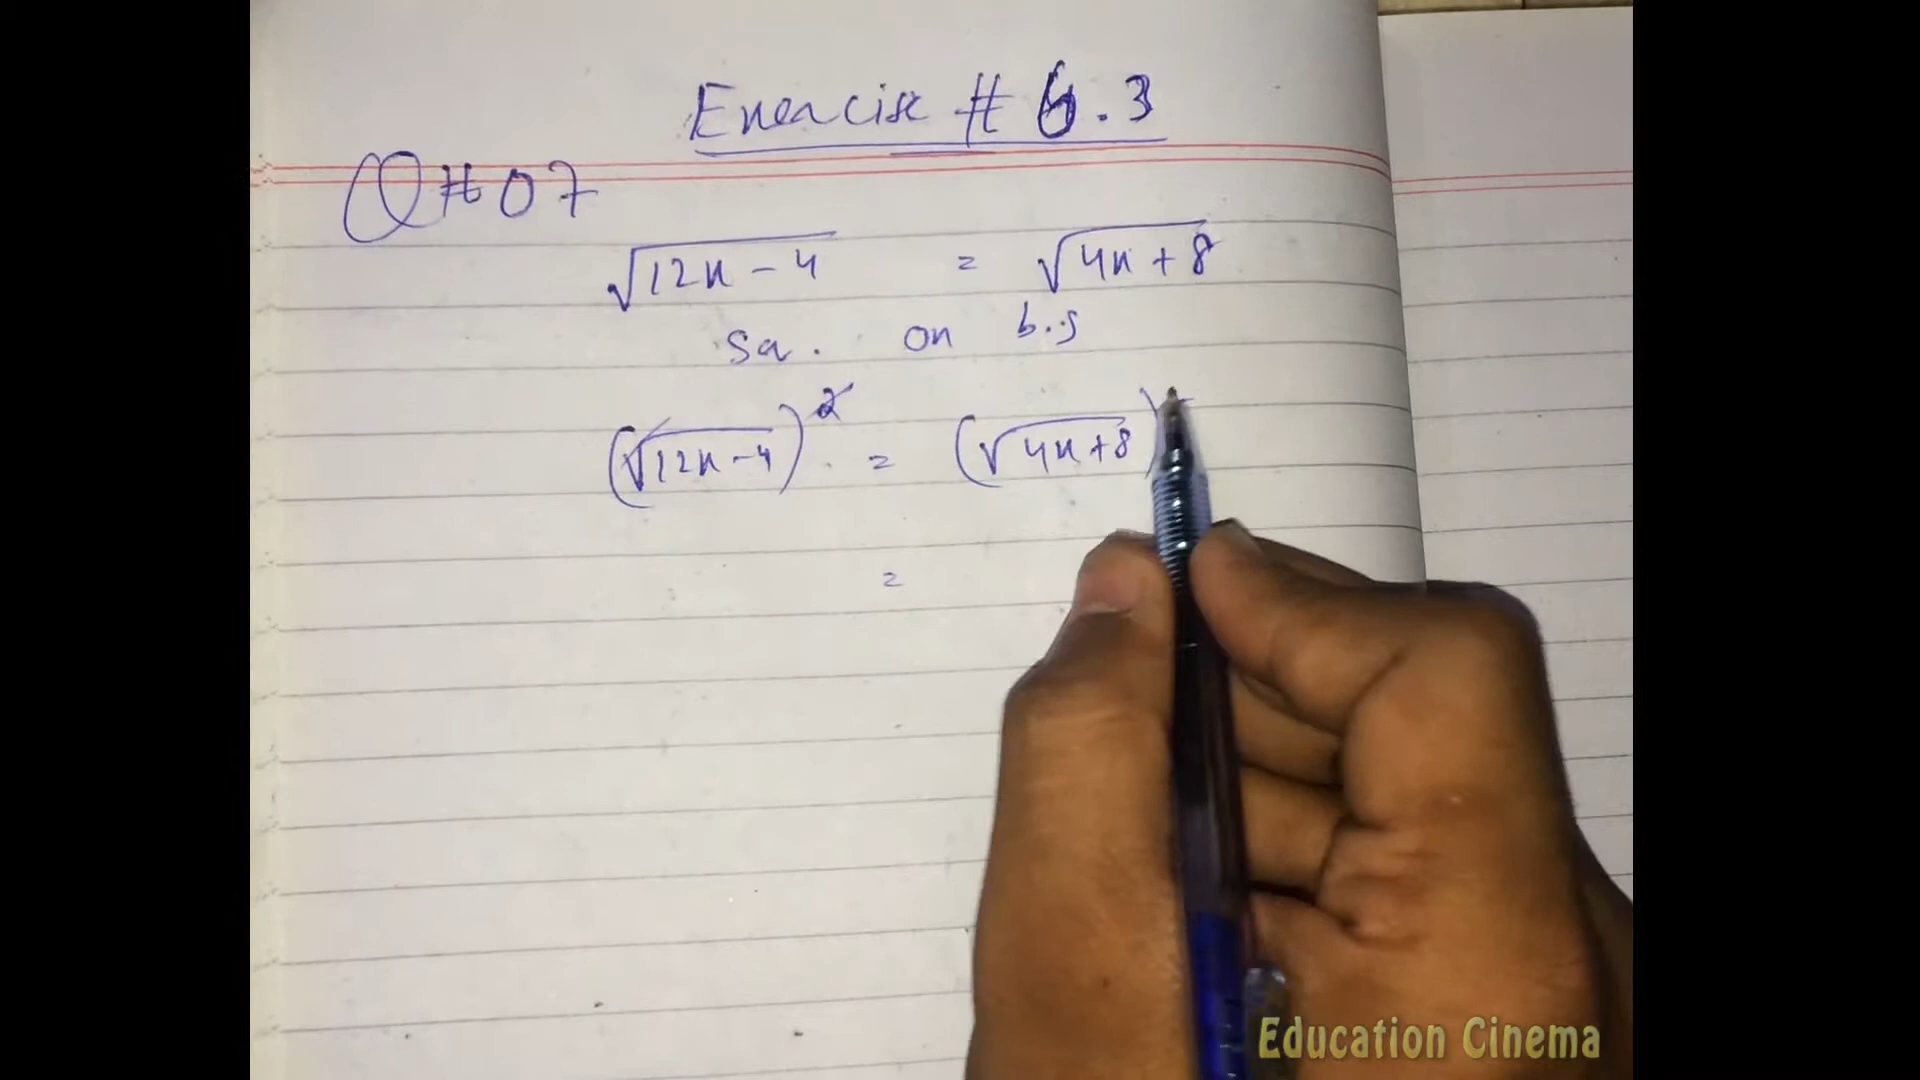 Exercise # 6.3
Q # 07
√12x - 4 = √4x + 8
Sq. on b.s
(√12x - 4)² = (√4x + 8)
=
Education Cinema